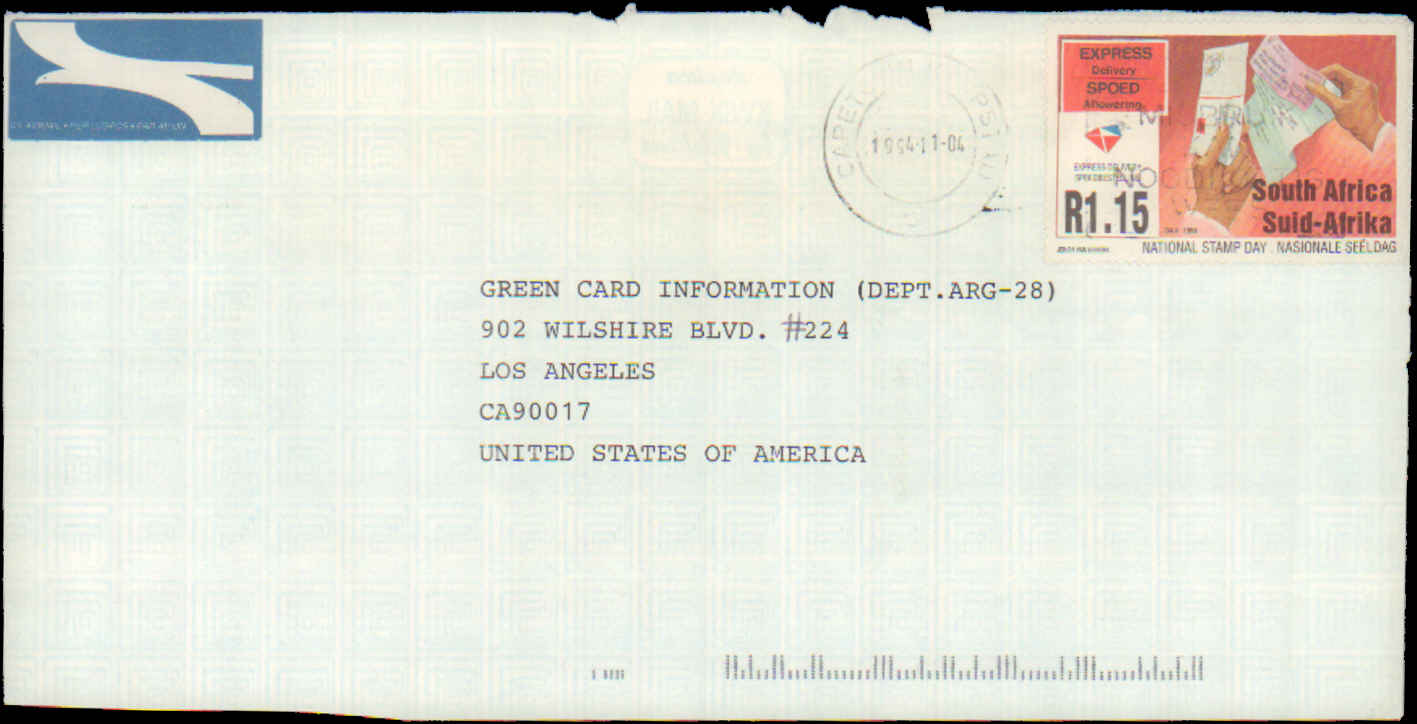 EXPRESS
Delivery
SPOED
Aflewering
R1.15
South Africa
Suid-Afrika
NATIONAL STAMP DAY . NASIONALE SEËLDAG
1994-11-04
GREEN CARD INFORMATION (DEPT.ARG-28)
902 WILSHIRE BLVD. #224
LOS ANGELES
CA90017
UNITED STATES OF AMERICA